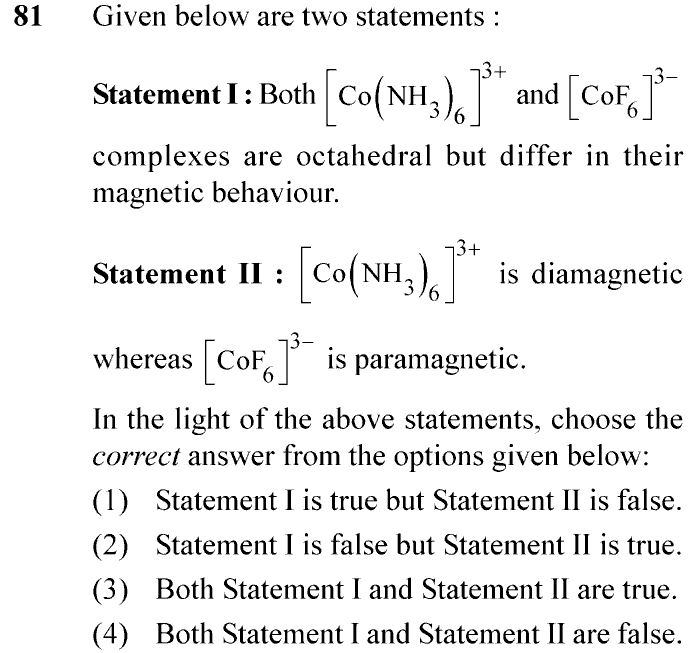 81 Given below are two statements :
Statement I : Both [Co(NH₃)₆]³⁺ and [CoF₆]³⁻
complexes are octahedral but differ in their
magnetic behaviour.
Statement II : [Co(NH₃)₆]³⁺ is diamagnetic
whereas [CoF₆]³⁻ is paramagnetic.
In the light of the above statements, choose the
correct answer from the options given below:
(1) Statement I is true but Statement II is false.
(2) Statement I is false but Statement II is true.
(3) Both Statement I and Statement II are true.
(4) Both Statement I and Statement II are false.